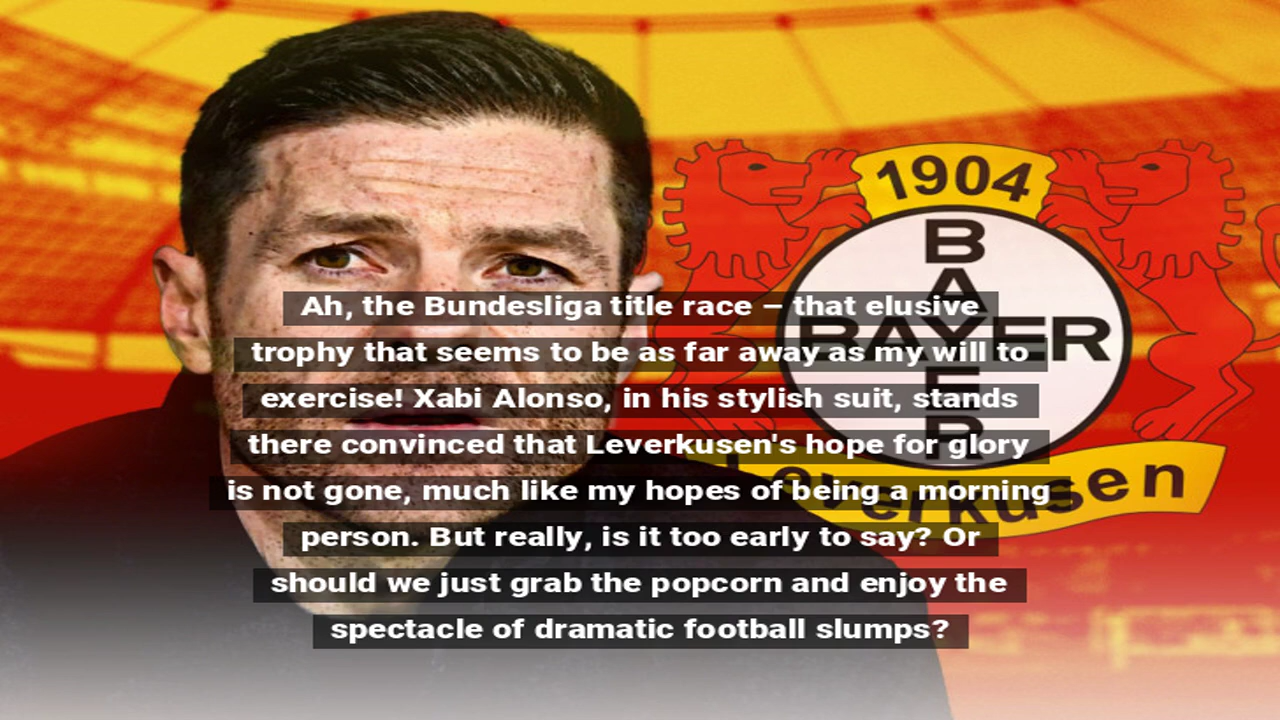 Ah, the Bundesliga title race – that elusive
trophy that seems to be as far away as my will to
exercise! Xabi Alonso, in his stylish suit, stands
there convinced that Leverkusen's hope for glory
is not gone, much like my hopes of being a morning
person. But really, is it too early to say? Or
should we just grab the popcorn and enjoy the
spectacle of dramatic football slumps?
1904
BAYER
BAYER
Leverkusen